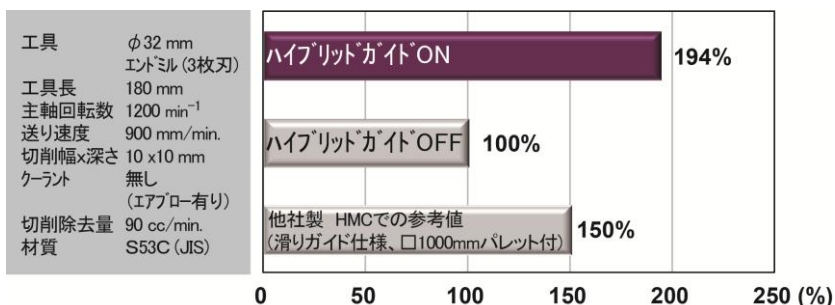 工具 φ32 mm
エンドミル(3枚刃)
工具長 180 mm
主軸回転数 1200 min⁻¹
送り速度 900 mm/min.
切削幅x深さ 10 x10 mm
クーラント 無し
(エアブロー有り)
切削除去量 90 cc/min.
材質 S53C (JIS)
ハイブリッドガイドON 194%
ハイブリッドガイドOFF 100%
他社製 HMCでの参考値
(滑りガイド仕様、□1000mmパレット付) 150%
0 50 100 150 200 250 (%)